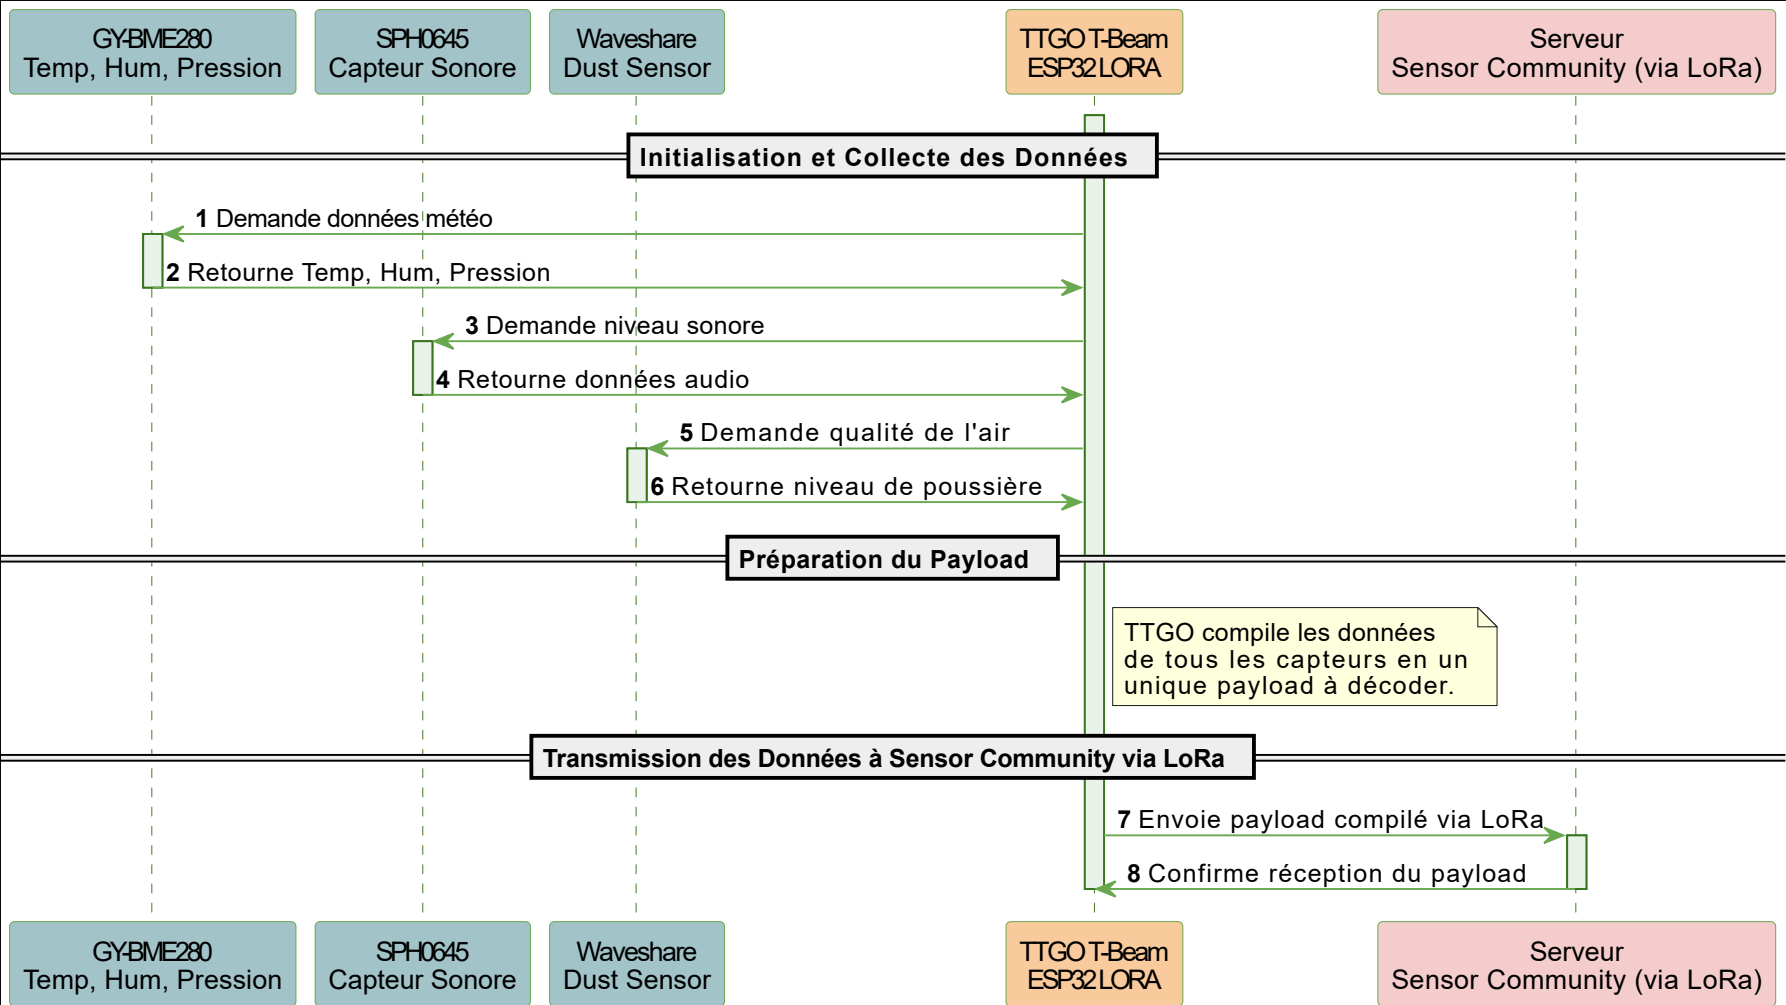 GY-BME280
Temp, Hum, Pression
SPH0645
Capteur Sonore
Waveshare
Dust Sensor
TTGO T-Beam
ESP32 LORA
Serveur
Sensor Community (via LoRa)
Initialisation et Collecte des Données
1 Demande données météo
2 Retourne Temp, Hum, Pression
3 Demande niveau sonore
4 Retourne données audio
5 Demande qualité de l'air
6 Retourne niveau de poussière
Préparation du Payload
TTGO compile les données
de tous les capteurs en un
unique payload à décoder.
Transmission des Données à Sensor Community via LoRa
7 Envoie payload compilé via LoRa
8 Confirme réception du payload
GY-BME280
Temp, Hum, Pression
SPH0645
Capteur Sonore
Waveshare
Dust Sensor
TTGO T-Beam
ESP32 LORA
Serveur
Sensor Community (via LoRa)